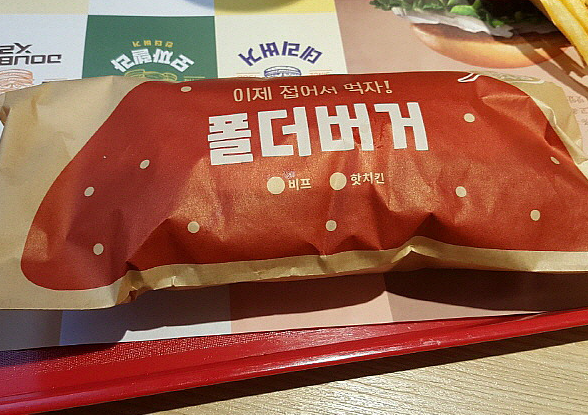 이제 접어서 먹자!
폴더버거
비프 핫치킨